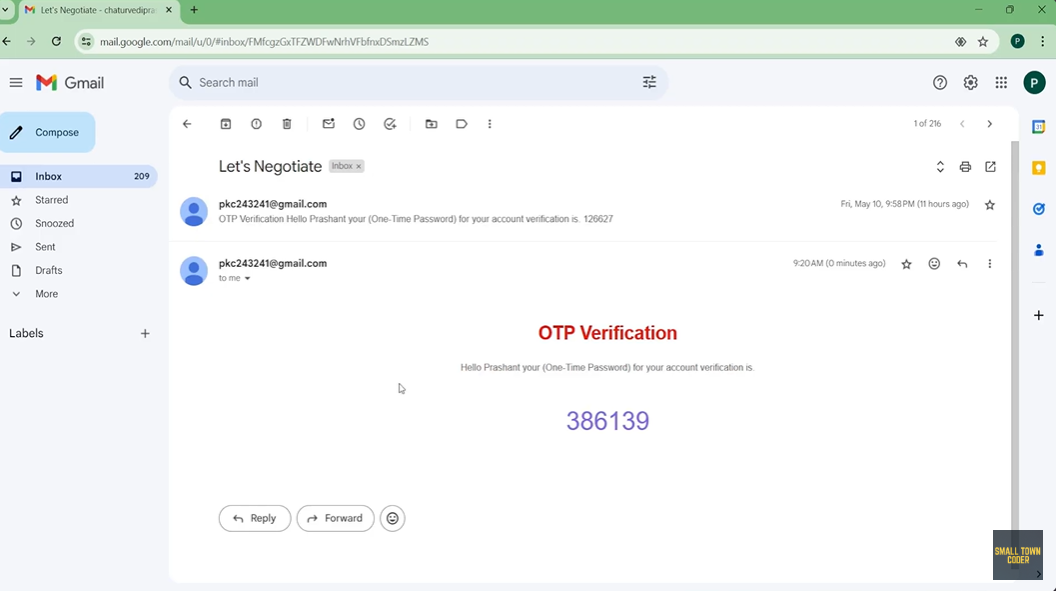 Let's Negotiate - chaturvedipra
mail.google.com/mail/u/0/#inbox/FMfcgzGxTFZWDFwNrhVFbfnxDSmzLZMS
P
Gmail
Search mail
P
Compose
1 of 216
31
Inbox 209
Let's Negotiate Inbox ×
Starred
pkc243241@gmail.com
Fri, May 10, 9:58 PM (11 hours ago)
OTP Verification Hello Prashant your (One-Time Password) for your account verification is. 126627
Snoozed
Sent
Drafts
More
Labels
pkc243241@gmail.com
9:20 AM (0 minutes ago)
to me
OTP Verification
Hello Prashant your (One-Time Password) for your account verification is.
386139
Reply
Forward
SMALL TOWN
CODER